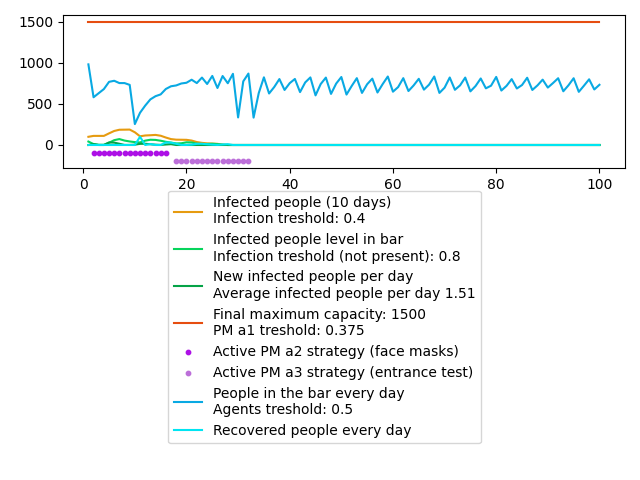 1500
1000
500
0
0 20 40 60 80 100
Infected people (10 days)
Infection treshold: 0.4
Infected people level in bar
Infection treshold (not present): 0.8
New infected people per day
Average infected people per day 1.51
Final maximum capacity: 1500
PM a1 treshold: 0.375
Active PM a2 strategy (face masks)
Active PM a3 strategy (entrance test)
People in the bar every day
Agents treshold: 0.5
Recovered people every day